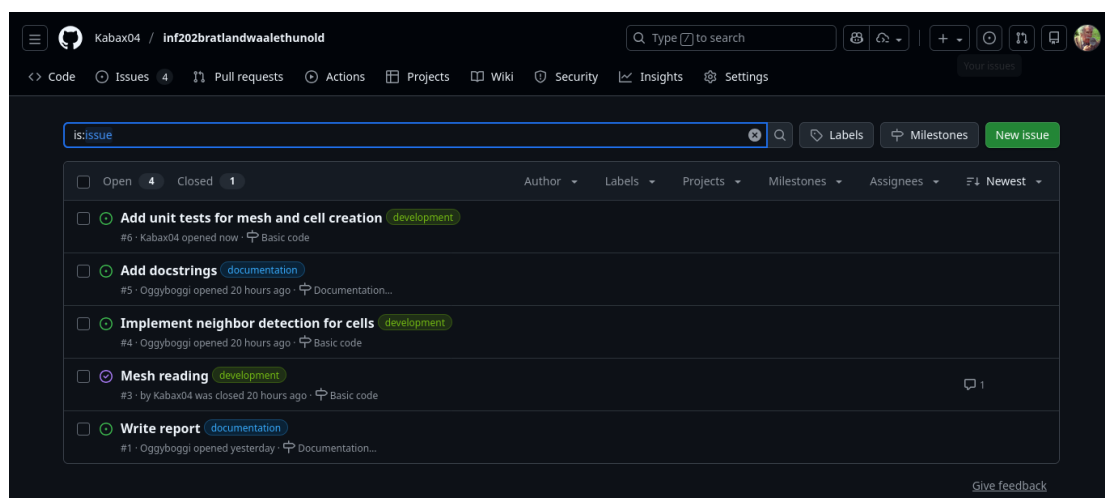 Kabax04 / inf202bratlandwaalethunold
Type / to search
Code Issues 4 Pull requests Actions Projects Wiki Security Insights Settings
Your issues
is:issue
Labels Milestones New issue
Open 4 Closed 1 Author Labels Projects Milestones Assignees Newest
Add unit tests for mesh and cell creation development
#6 · Kabax04 opened now · Basic code
Add docstrings documentation
#5 · Oggyboggi opened 20 hours ago · Documentation...
Implement neighbor detection for cells development
#4 · Oggyboggi opened 20 hours ago · Basic code
Mesh reading development
1
#3 · by Kabax04 was closed 20 hours ago · Basic code
Write report documentation
#1 · Oggyboggi opened yesterday · Documentation...
Give feedback